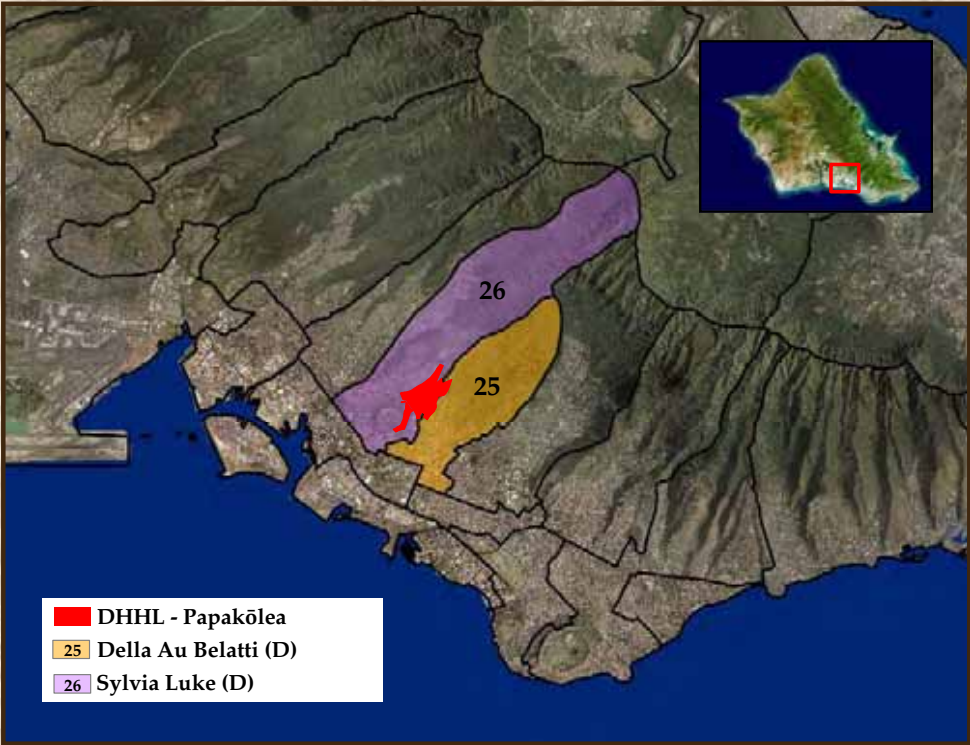 26
25
DHHL - Papakōlea
25 Della Au Belatti (D)
26 Sylvia Luke (D)